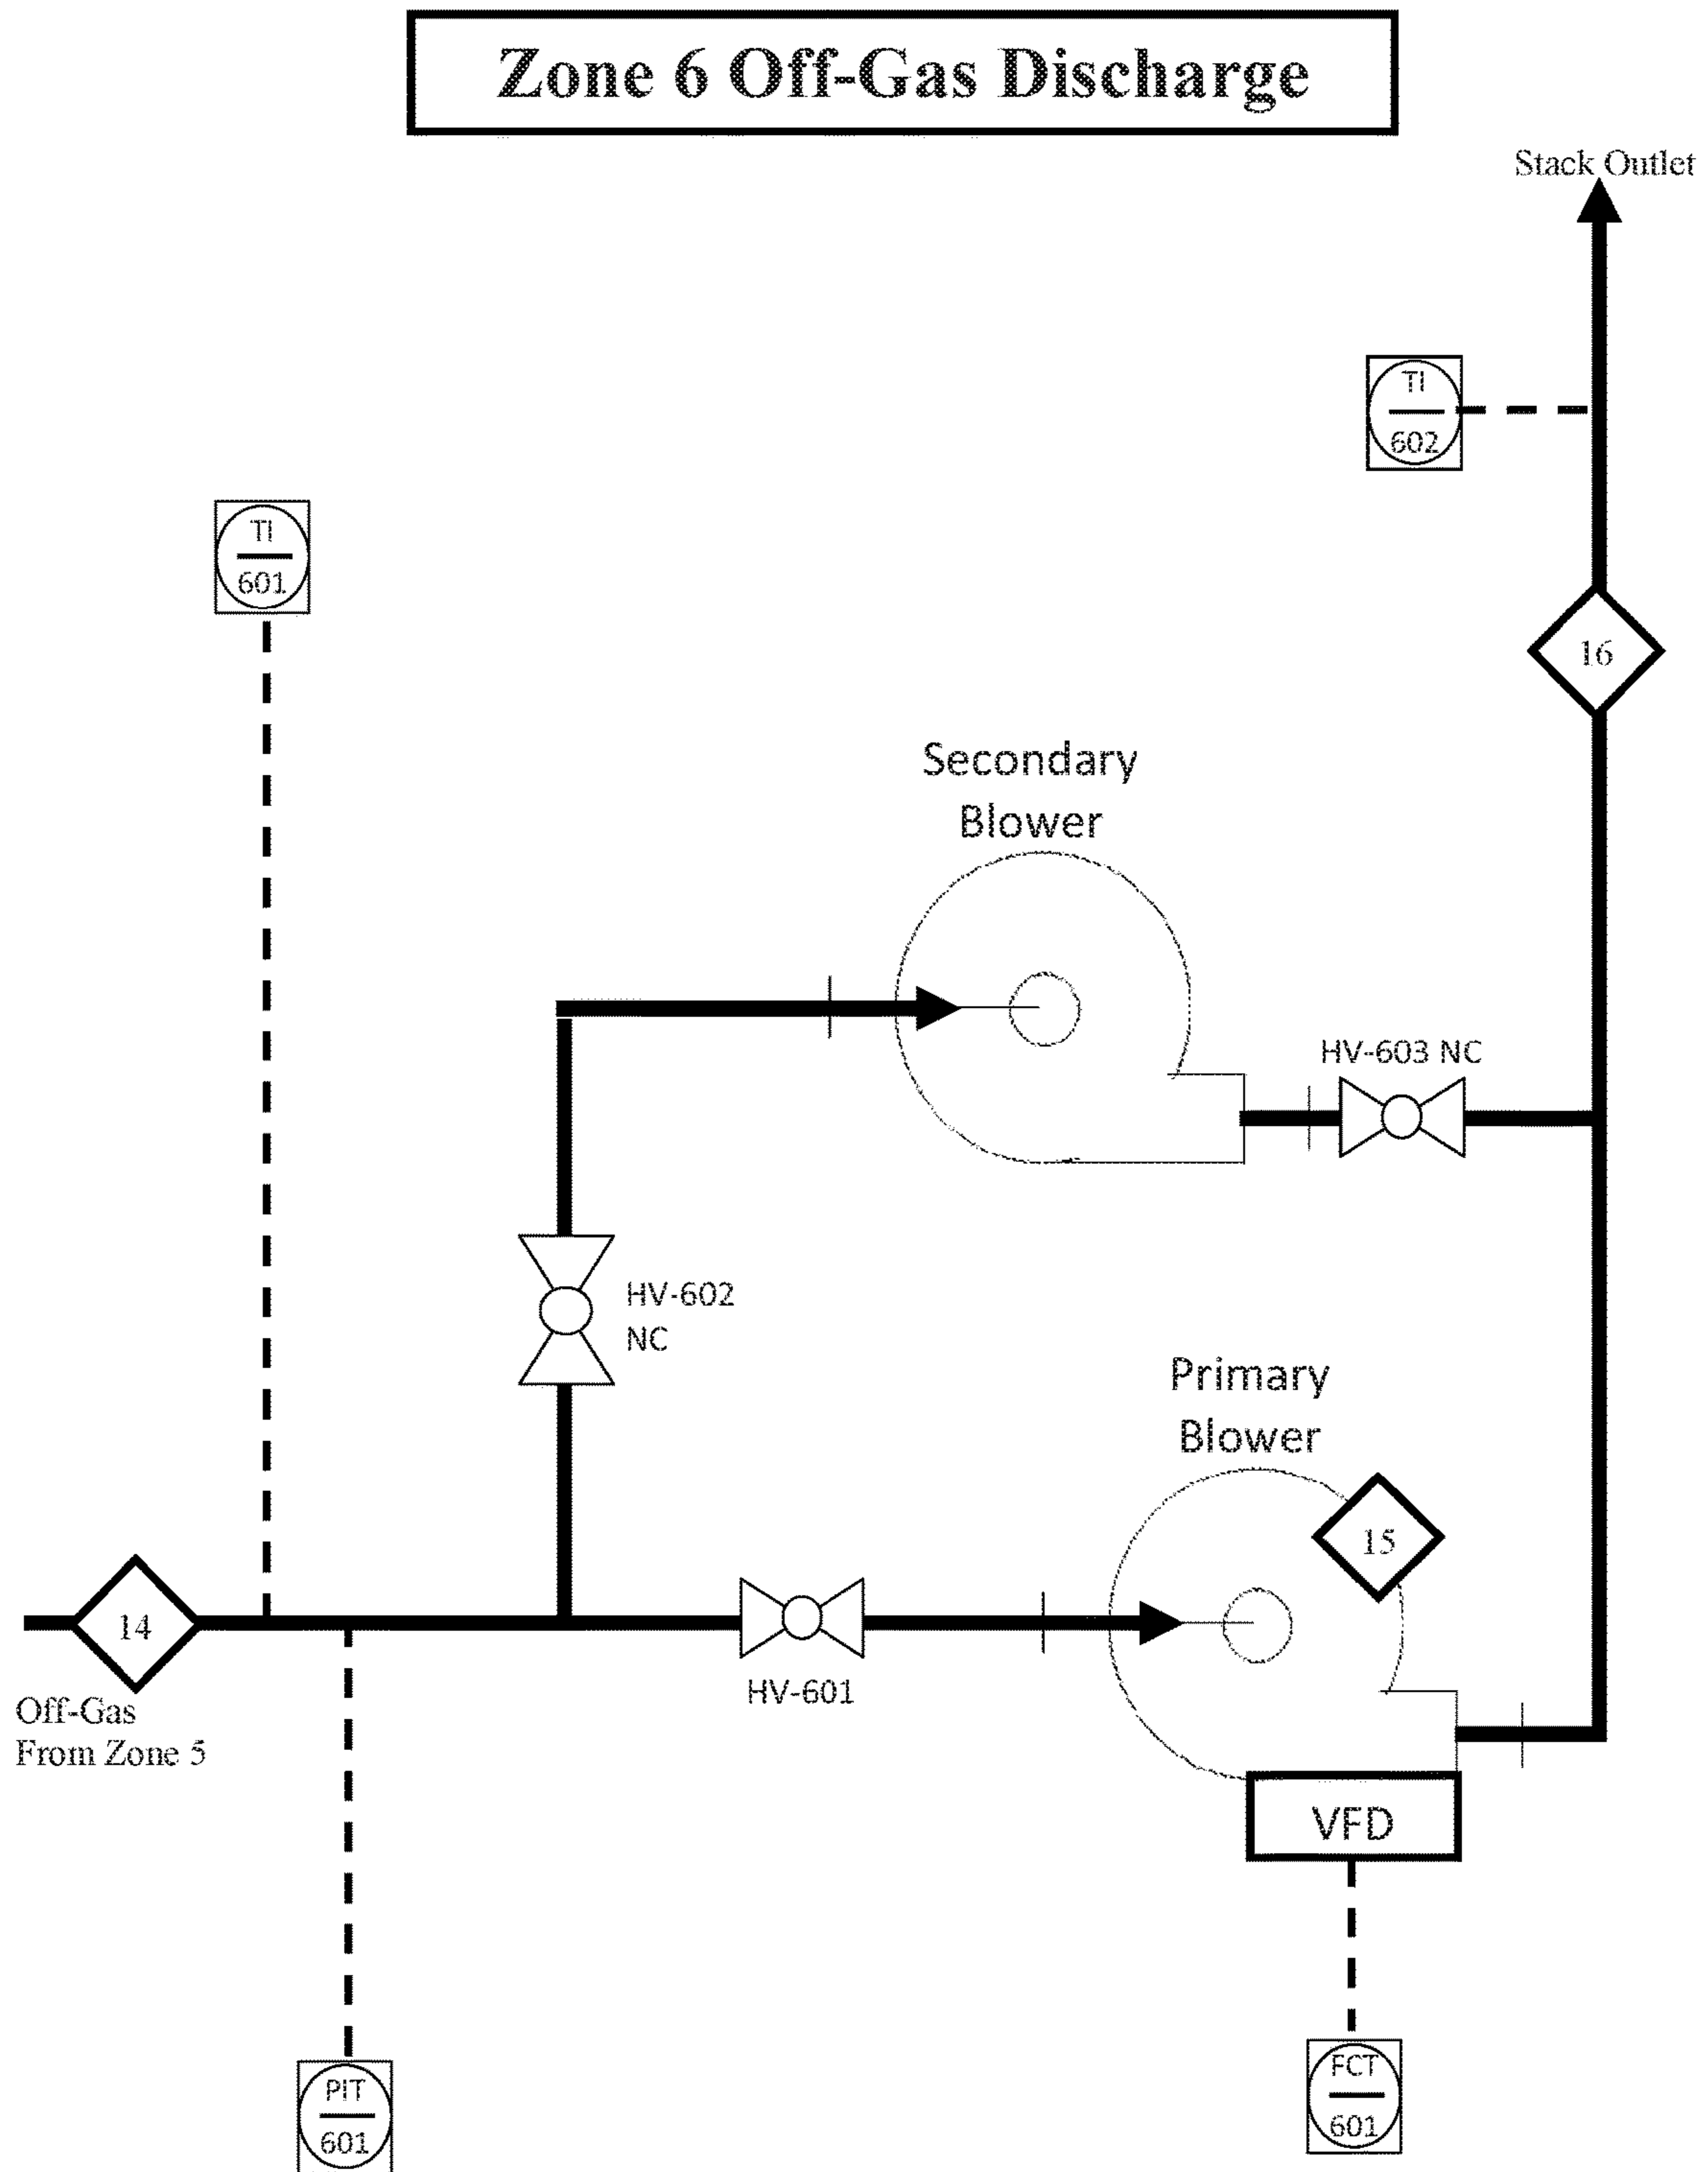 Zone 6 Off-Gas Discharge
Stack Outlet
TI
602
TI
601
16
Secondary
Blower
HV-603 NC
HV-602
NC
Primary
Blower
15
14
HV-601
Off-Gas
From Zone 5
VFD
FCT
601
PIT
601